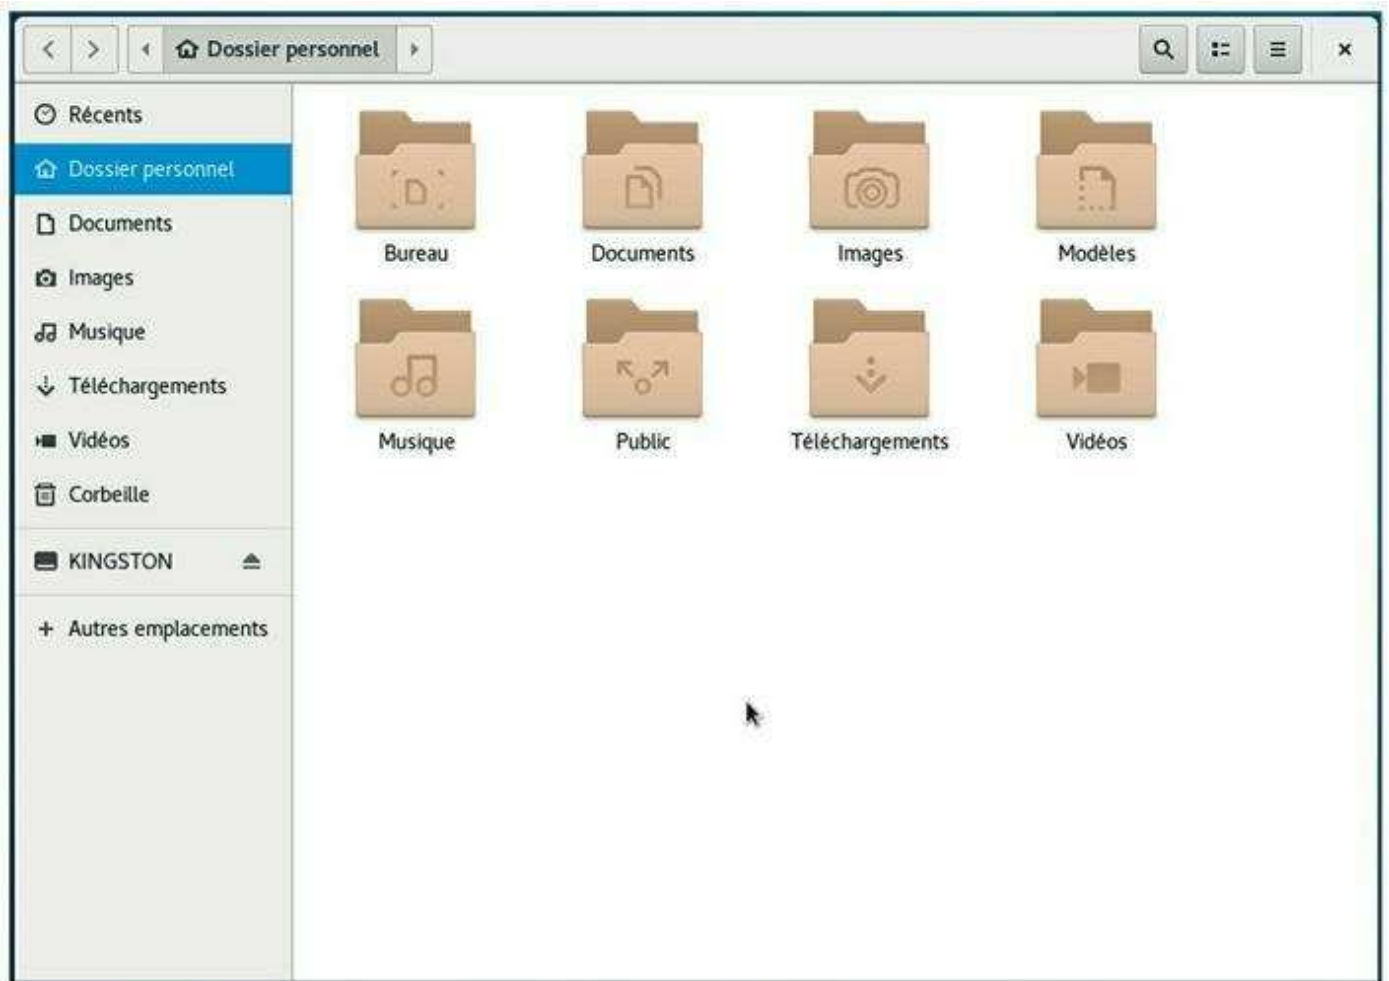 Dossier personnel
Récents
Dossier personnel
Documents
Images
Musique
Téléchargements
Vidéos
Corbeille
KINGSTON
Autres emplacements
Bureau
Documents
Images
Modèles
Musique
Public
Téléchargements
Vidéos